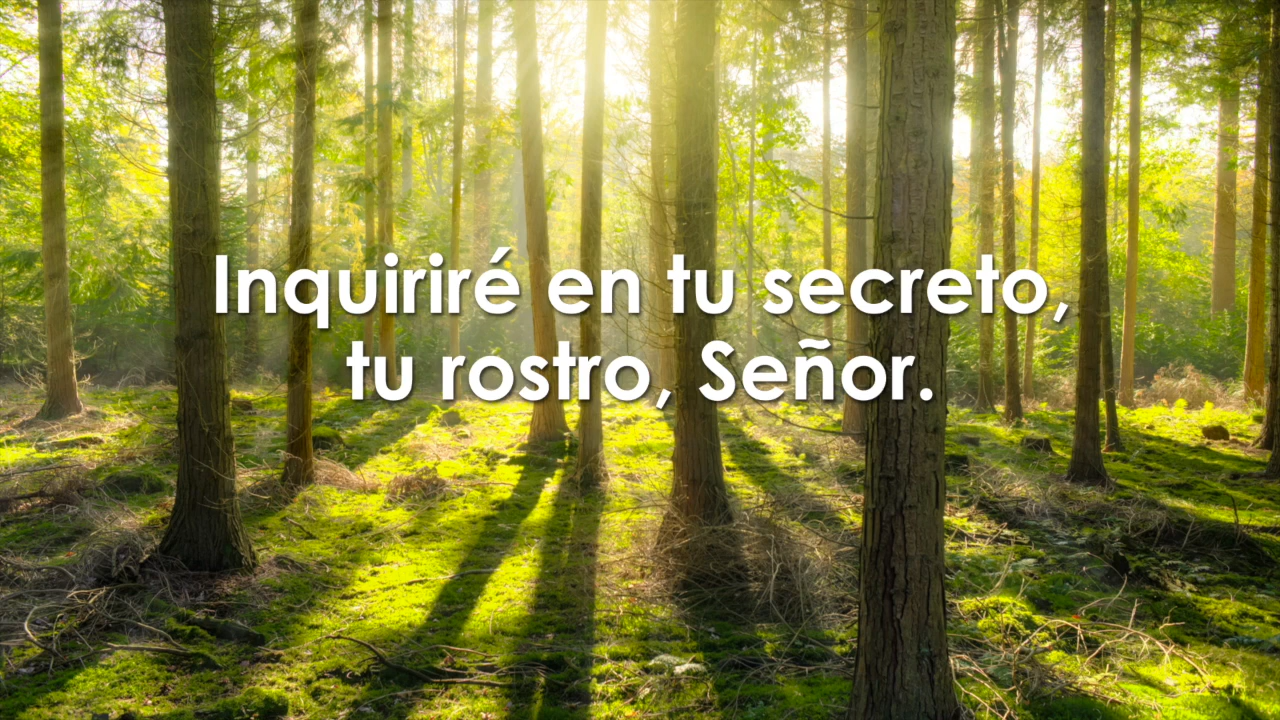 Inquiriré en tu secreto,
tu rostro, Señor.